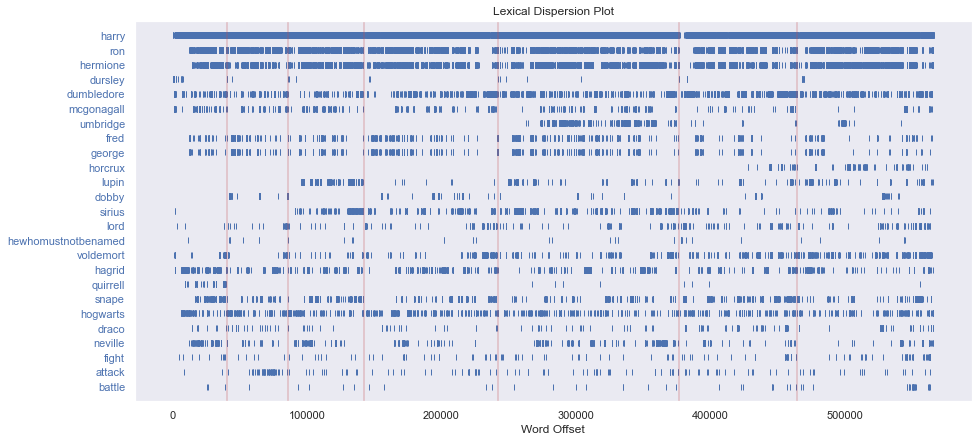 Lexical Dispersion Plot
harry
ron
hermione
dursley
dumbledore
mcgonagall
umbridge
fred
george
horcrux
lupin
dobby
sirius
lord
hewhomustnotbenamed
voldemort
hagrid
quirrell
snape
hogwarts
draco
neville
fight
attack
battle
0 100000 200000 300000 400000 500000
Word Offset